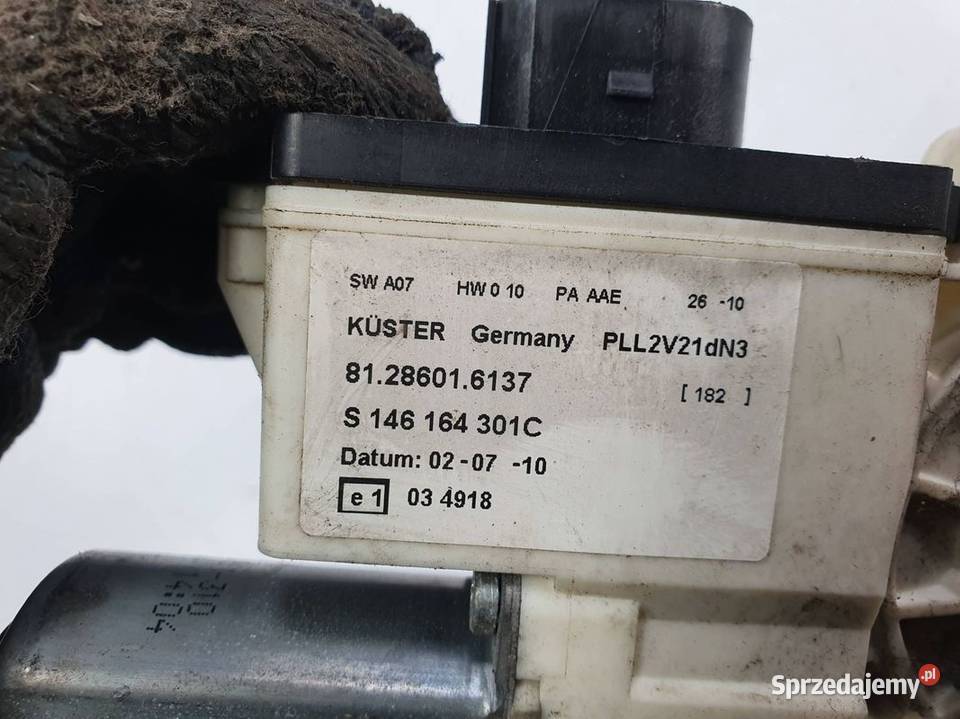 SW A07 HW 0 10 PA AAE 26 -10
KÜSTER Germany PLL2V21dN3
81.28601.6137 [ 182 ]
S 146 164 301C
Datum: 02-07 -10
e 1 03 4918
Sprzedajemy.pl